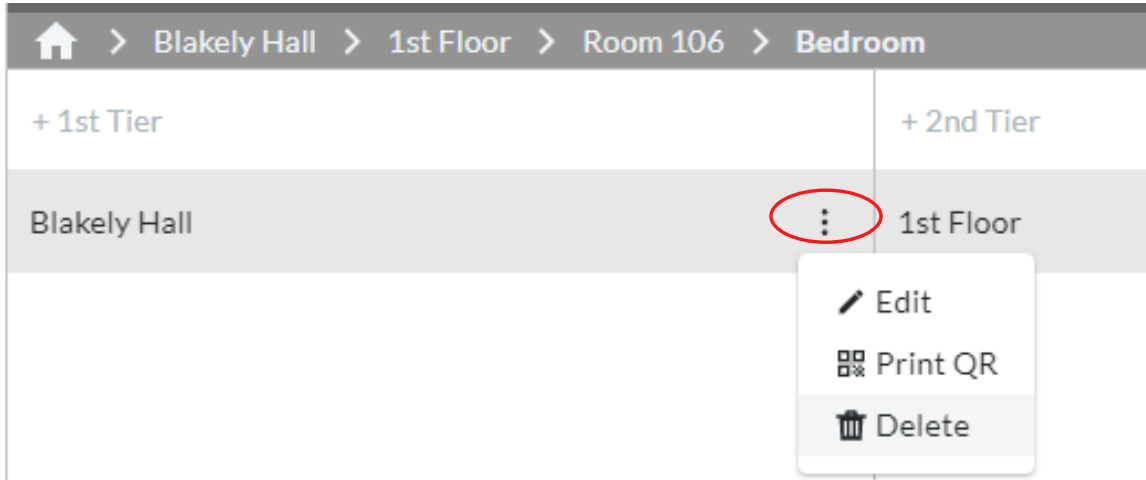 Blakely Hall > 1st Floor > Room 106 > Bedroom
+ 1st Tier
+ 2nd Tier
Blakely Hall
1st Floor
Edit
Print QR
Delete